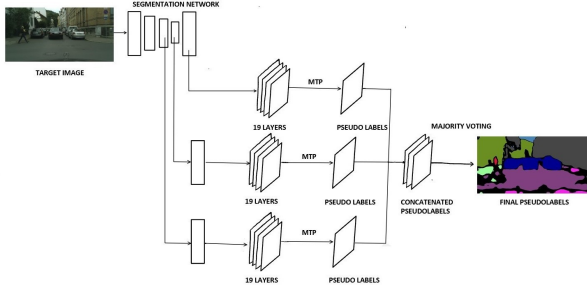 SEGMENTATION NETWORK
TARGET IMAGE
MTP
19 LAYERS
PSEUDO LABELS
MTP
19 LAYERS
PSEUDO LABELS
MTP
19 LAYERS
PSEUDO LABELS
MAJORITY VOTING
CONCATENATED
PSEUDOLABELS
FINAL PSEUDOLABELS